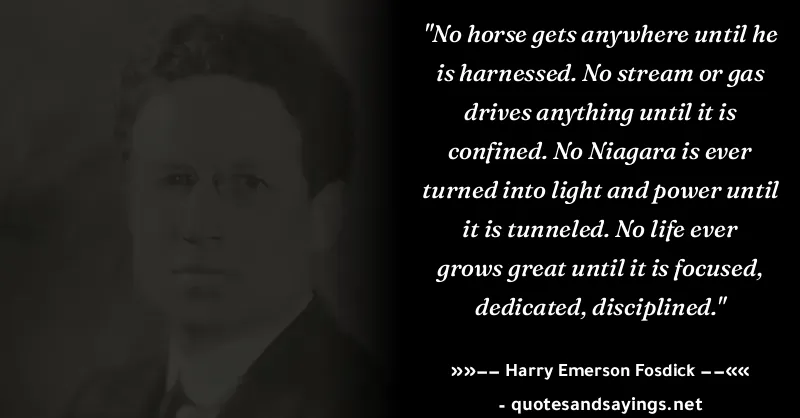 "No horse gets anywhere until he
is harnessed. No stream or gas
drives anything until it is
confined. No Niagara is ever
turned into light and power until
it is tunneled. No life ever
grows great until it is focused,
dedicated, disciplined."
»»–– Harry Emerson Fosdick ––««
- quotesandsayings.net